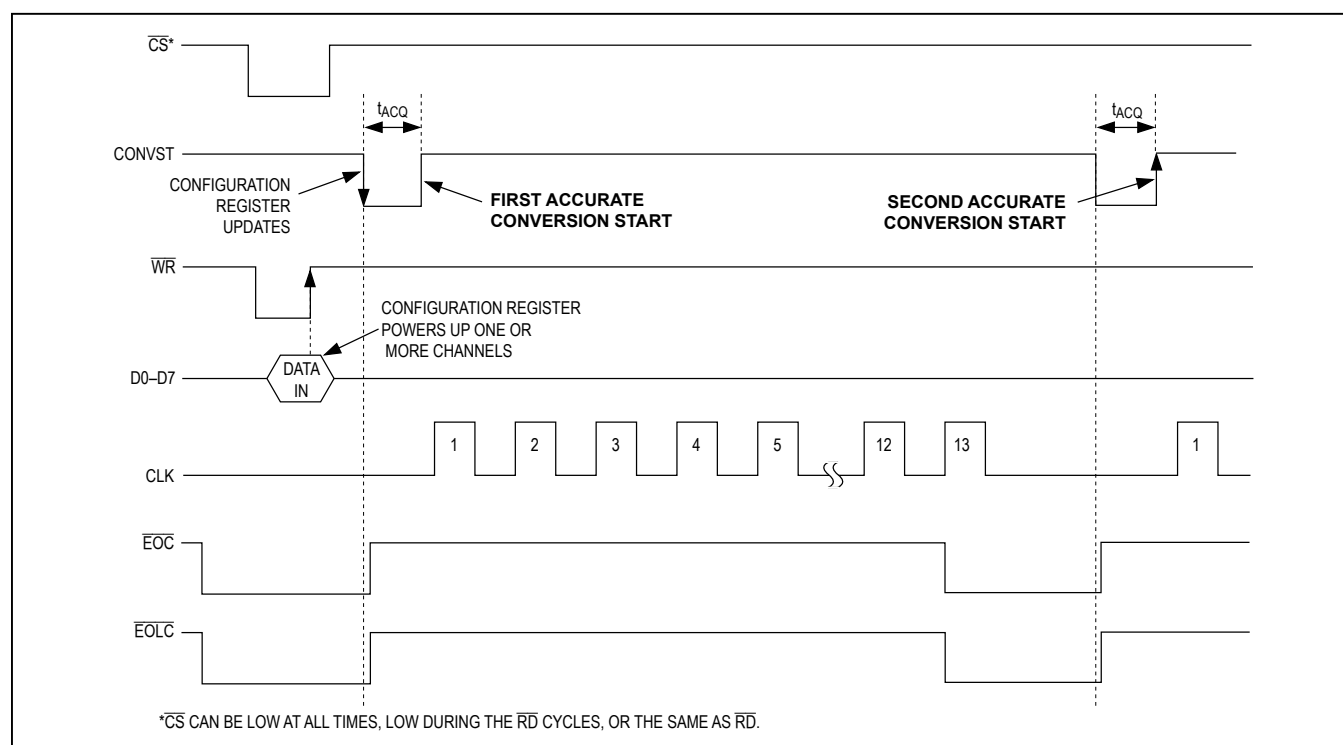 CS*
tACQ
tACQ
CONVST
CONFIGURATION
REGISTER
UPDATES
FIRST ACCURATE
CONVERSION START
SECOND ACCURATE
CONVERSION START
WR
CONFIGURATION REGISTER
POWERS UP ONE OR
MORE CHANNELS
D0–D7
DATA
IN
CLK
1
2
3
4
5
12
13
1
EOC
EOLC
*CS CAN BE LOW AT ALL TIMES, LOW DURING THE RD CYCLES, OR THE SAME AS RD.